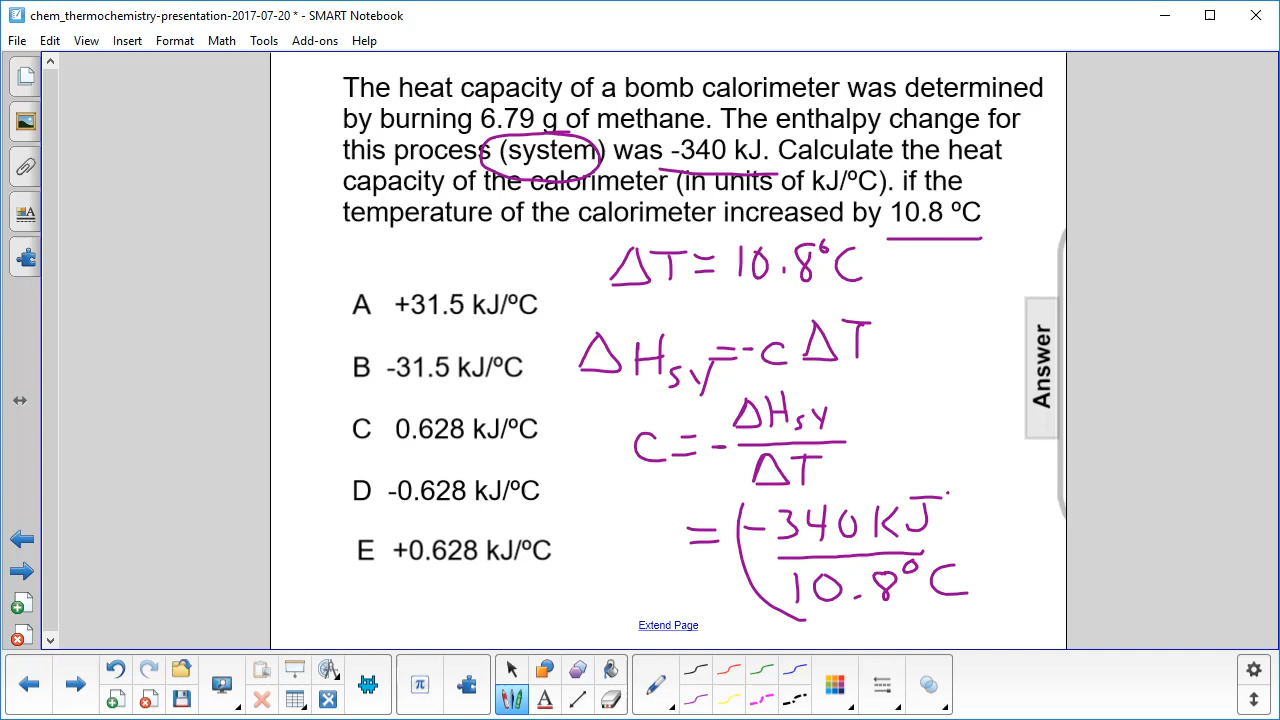 chem_thermochemistry-presentation-2017-07-20 * - SMART Notebook
File Edit View Insert Format Math Tools Add-ons Help
The heat capacity of a bomb calorimeter was determined
by burning 6.79 g of methane. The enthalpy change for
this process (system) was -340 kJ. Calculate the heat
capacity of the calorimeter (in units of kJ/ºC). if the
temperature of the calorimeter increased by 10.8 ºC
ΔT = 10.8°C
A +31.5 kJ/ºC
ΔHsy = -c ΔT
B -31.5 kJ/ºC
C 0.628 kJ/ºC
c = - ΔHsy
ΔT
D -0.628 kJ/ºC
= (-340 KJ
10.8°C
E +0.628 kJ/ºC
Answer
Extend Page
π
A